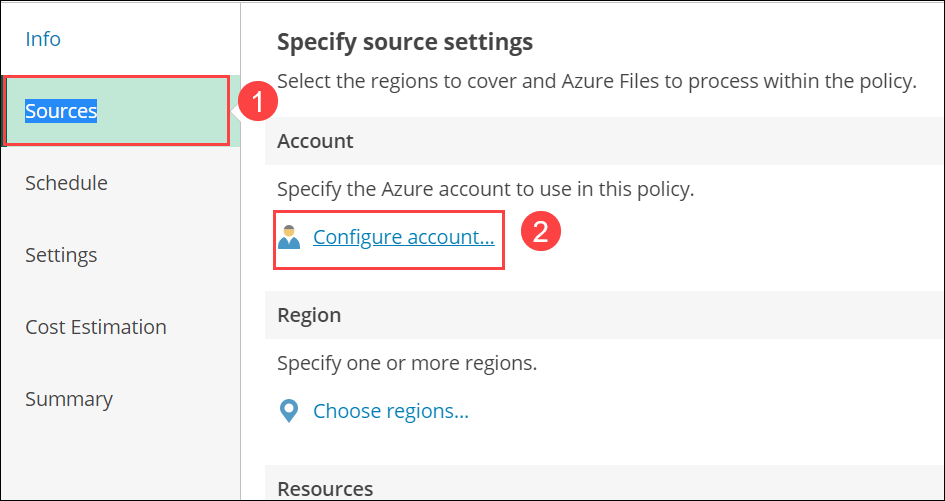 Info
Sources
Schedule
Settings
Cost Estimation
Summary
1
Specify source settings
Select the regions to cover and Azure Files to process within the policy.
Account
Specify the Azure account to use in this policy.
Configure account...
2
Region
Specify one or more regions.
Choose regions...
Resources